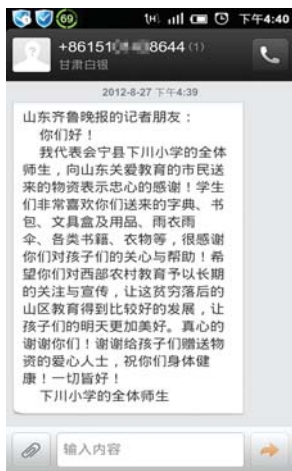 69
下午4:40
+86151 8644 (1)
甘肃白银
2012-8-27 下午4:39
山东齐鲁晚报的记者朋友：
你们好！
我代表会宁县下川小学的全体
师生，向山东关爱教育的市民送
来的物资表示忠心的感谢！学生
们非常喜欢你们送来的字典、书
包、文具盒及用品、雨衣雨
伞、各类书籍、衣物等，很感谢
你们对孩子们的关心与帮助！希
望你们对西部农村教育予以长期
的关注与宣传，让这贫穷落后的
山区教育得到比较好的发展，让
孩子们的明天更加美好。真心的
谢谢你们！谢谢给孩子们赠送物
资的爱心人士，祝你们身体健
康！一切皆好！
下川小学的全体师生
输入内容